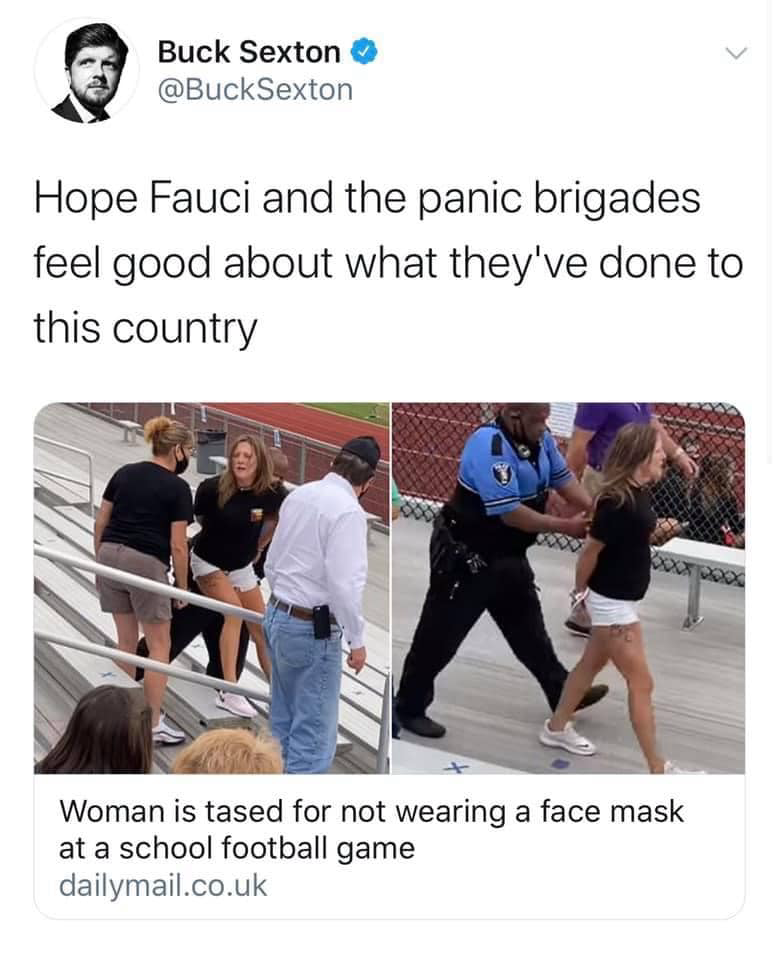 Buck Sexton
@BuckSexton
Hope Fauci and the panic brigades
feel good about what they've done to
this country
Woman is tased for not wearing a face mask
at a school football game
dailymail.co.uk